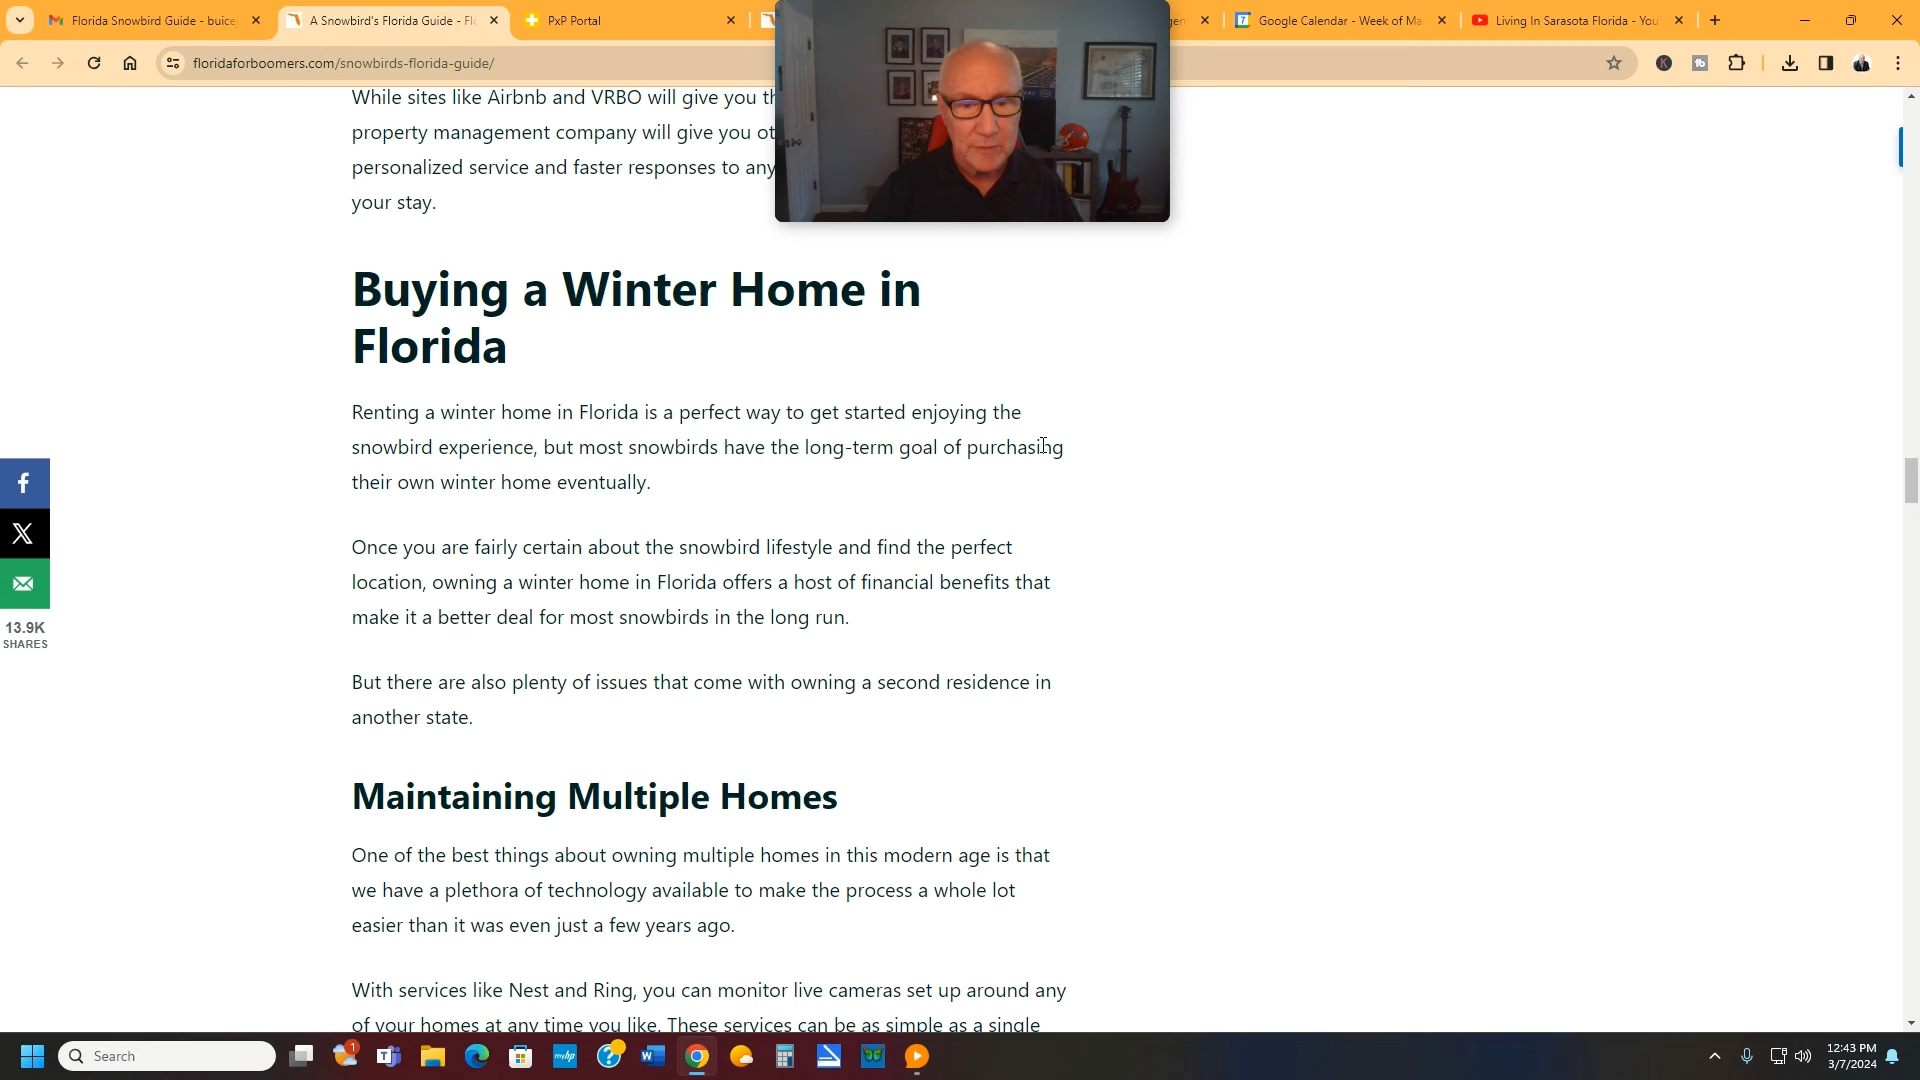 Florida Snowbird Guide - buice
A Snowbird's Florida Guide - Flo
PxP Portal
gen
Google Calendar - Week of Ma
Living In Sarasota Florida - You
floridaforboomers.com/snowbirds-florida-guide/
While sites like Airbnb and VRBO will give you th
property management company will give you ot
personalized service and faster responses to any
your stay.
Buying a Winter Home in
Florida
Renting a winter home in Florida is a perfect way to get started enjoying the
snowbird experience, but most snowbirds have the long-term goal of purchasing
their own winter home eventually.
Once you are fairly certain about the snowbird lifestyle and find the perfect
location, owning a winter home in Florida offers a host of financial benefits that
make it a better deal for most snowbirds in the long run.
But there are also plenty of issues that come with owning a second residence in
another state.
13.9K
SHARES
Maintaining Multiple Homes
One of the best things about owning multiple homes in this modern age is that
we have a plethora of technology available to make the process a whole lot
easier than it was even just a few years ago.
With services like Nest and Ring, you can monitor live cameras set up around any
of your homes at any time you like. These services can be as simple as a single
Search
1
12:43 PM
3/7/2024